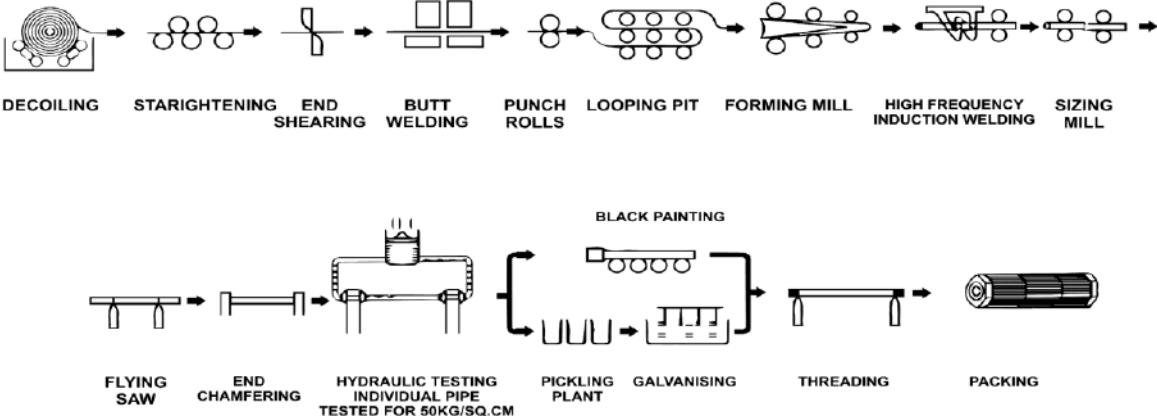 DECOILING
STARIGHTENING
END
SHEARING
BUTT
WELDING
PUNCH
ROLLS
LOOPING PIT
FORMING MILL
HIGH FREQUENCY
INDUCTION WELDING
SIZING
MILL
BLACK PAINTING
FLYING
SAW
END
CHAMFERING
HYDRAULIC TESTING
INDIVIDUAL PIPE
TESTED FOR 50KG/SQ.CM
PICKLING
PLANT
GALVANISING
THREADING
PACKING